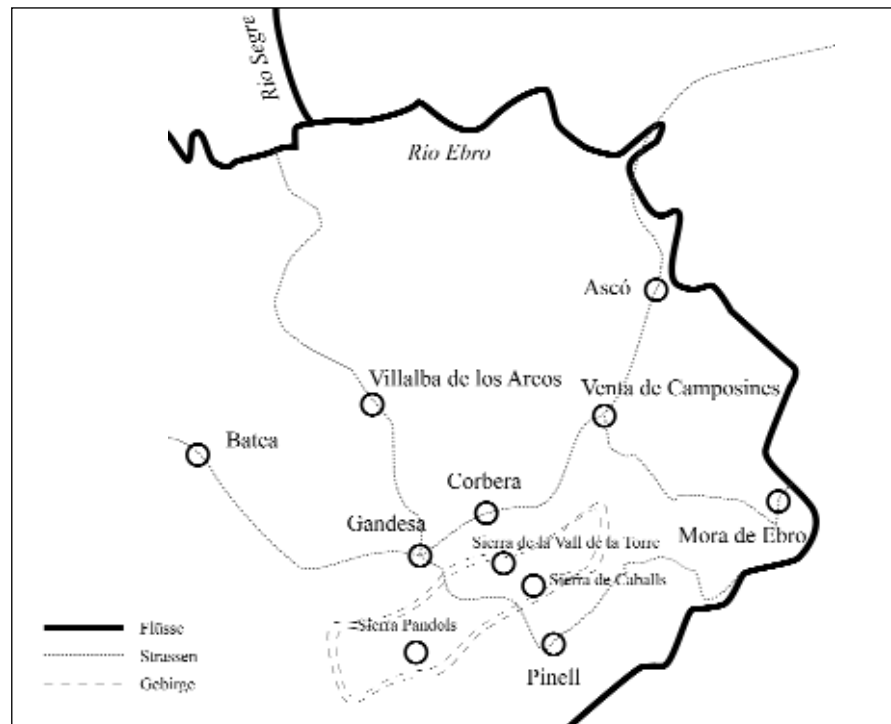 Rio Segre
Rio Ebro
Ascó
Villalba de los Arcos
Venta de Camposines
Batea
Corbera
Gandesa
Mora de Ebro
Sierra de la Vall de la Torre
Sierra de Caballs
Sierra Pandols
Pinell
Flüsse
Strassen
Gebirge